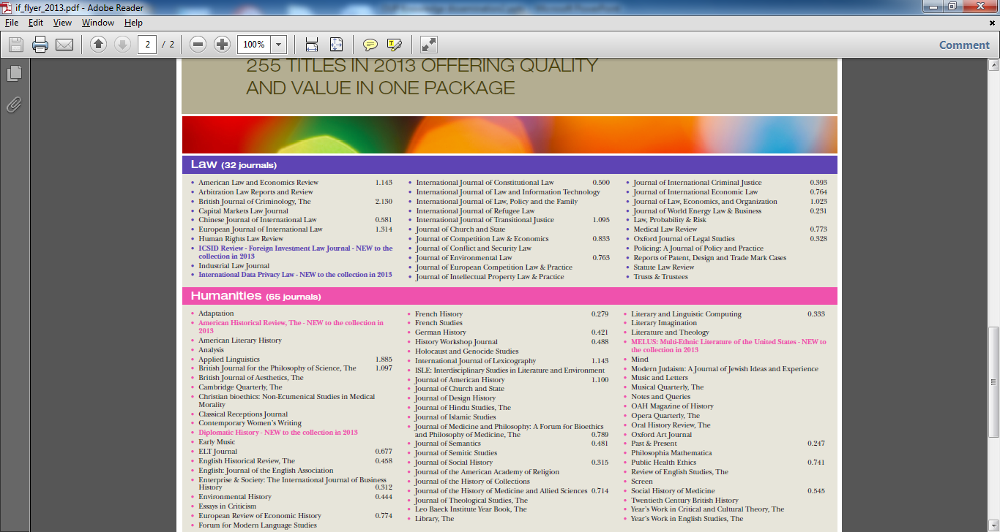 if_flyer_2013.pdf - Adobe Reader
File Edit View Window Help
2 / 2 100% Comment
255 TITLES IN 2013 OFFERING QUALITY
AND VALUE IN ONE PACKAGE
Law (32 journals)
• American Law and Economics Review 1.143
• Arbitration Law Reports and Review
• British Journal of Criminology, The 2.130
• Capital Markets Law Journal
• Chinese Journal of International Law 0.581
• European Journal of International Law 1.314
• Human Rights Law Review
• ICSID Review - Foreign Investment Law Journal - NEW to the
collection in 2013
• Industrial Law Journal
• International Data Privacy Law - NEW to the collection in 2013
• International Journal of Constitutional Law 0.500
• International Journal of Law and Information Technology
• International Journal of Law, Policy and the Family
• International Journal of Refugee Law
• International Journal of Transitional Justice 1.095
• Journal of Church and State
• Journal of Competition Law & Economics 0.833
• Journal of Conflict and Security Law
• Journal of Environmental Law 0.763
• Journal of European Competition Law & Practice
• Journal of Intellectual Property Law & Practice
• Journal of International Criminal Justice 0.393
• Journal of International Economic Law 0.764
• Journal of Law, Economics, and Organization 1.023
• Journal of World Energy Law & Business 0.231
• Law, Probability & Risk
• Medical Law Review 0.773
• Oxford Journal of Legal Studies 0.328
• Policing: A Journal of Policy and Practice
• Reports of Patent, Design and Trade Mark Cases
• Statute Law Review
• Trusts & Trustees
Humanities (65 journals)
• Adaptation
• American Historical Review, The - NEW to the collection in
2013
• American Literary History
• Analysis
• Applied Linguistics 1.885
• British Journal for the Philosophy of Science, The 1.097
• British Journal of Aesthetics, The
• Cambridge Quarterly, The
• Christian bioethics: Non-Ecumenical Studies in Medical
Morality
• Classical Receptions Journal
• Contemporary Women's Writing
• Diplomatic History - NEW to the collection in 2013
• Early Music
• ELT Journal 0.677
• English Historical Review, The 0.458
• English: Journal of the English Association
• Enterprise & Society: The International Journal of Business
History 0.312
• Environmental History 0.444
• Essays in Criticism
• European Review of Economic History 0.774
• Forum for Modern Language Studies
• French History 0.279
• French Studies
• German History 0.421
• History Workshop Journal 0.488
• Holocaust and Genocide Studies
• International Journal of Lexicography 1.143
• ISLE: Interdisciplinary Studies in Literature and Environment
• Journal of American History 1.100
• Journal of Church and State
• Journal of Design History
• Journal of Hindu Studies, The
• Journal of Islamic Studies
• Journal of Medicine and Philosophy: A Forum for Bioethics
and Philosophy of Medicine, The 0.789
• Journal of Semantics 0.481
• Journal of Semitic Studies
• Journal of Social History 0.315
• Journal of the American Academy of Religion
• Journal of the History of Collections
• Journal of the History of Medicine and Allied Sciences 0.714
• Journal of Theological Studies, The
• Leo Baeck Institute Year Book, The
• Library, The
• Literary and Linguistic Computing 0.333
• Literary Imagination
• Literature and Theology
• MELUS: Multi-Ethnic Literature of the United States - NEW to
the collection in 2013
• Mind
• Modern Judaism: A Journal of Jewish Ideas and Experience
• Music and Letters
• Musical Quarterly, The
• Notes and Queries
• OAH Magazine of History
• Opera Quarterly, The
• Oral History Review, The
• Oxford Art Journal
• Past & Present 0.247
• Philosophia Mathematica
• Public Health Ethics 0.741
• Review of English Studies, The
• Screen
• Social History of Medicine 0.545
• Twentieth Century British History
• Year's Work in Critical and Cultural Theory, The
• Year's Work in English Studies, The